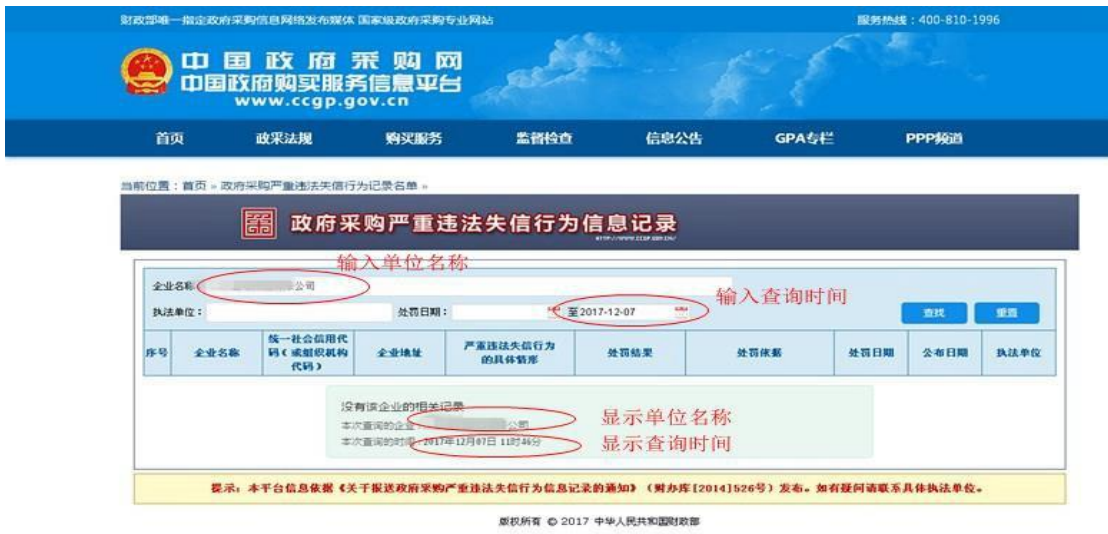 财政部唯一指定政府采购信息网络发布媒体 国家级政府采购专业网站 服务热线：400-810-1996
中国政府采购网
中国政府购买服务信息平台
www.ccgp.gov.cn
首页 政采法规 购买服务 监督检查 信息公告 GPA专栏 PPP频道
当前位置：首页 » 政府采购严重违法失信行为记录名单 »
政府采购严重违法失信行为信息记录
HTTP://WWW.CCGP.GOV.CN/
输入单位名称
企业名称 公司
输入查询时间
执法单位： 处罚日期： 至 2017-12-07 查找 重置
序号 企业名称 统一社会信用代码（或组织机构代码） 企业地址 严重违法失信行为的具体情形 处罚结果 处罚依据 处罚日期 公布日期 执法单位
没有该企业的相关记录
本次查询的企业： 公司 显示单位名称
本次查询的时间：2017年12月07日 11时46分 显示查询时间
提示：本平台信息依据《关于报送政府采购严重违法失信行为信息记录的通知》（财办库[2014]526号）发布。如有疑问请联系具体执法单位。
版权所有 © 2017 中华人民共和国财政部